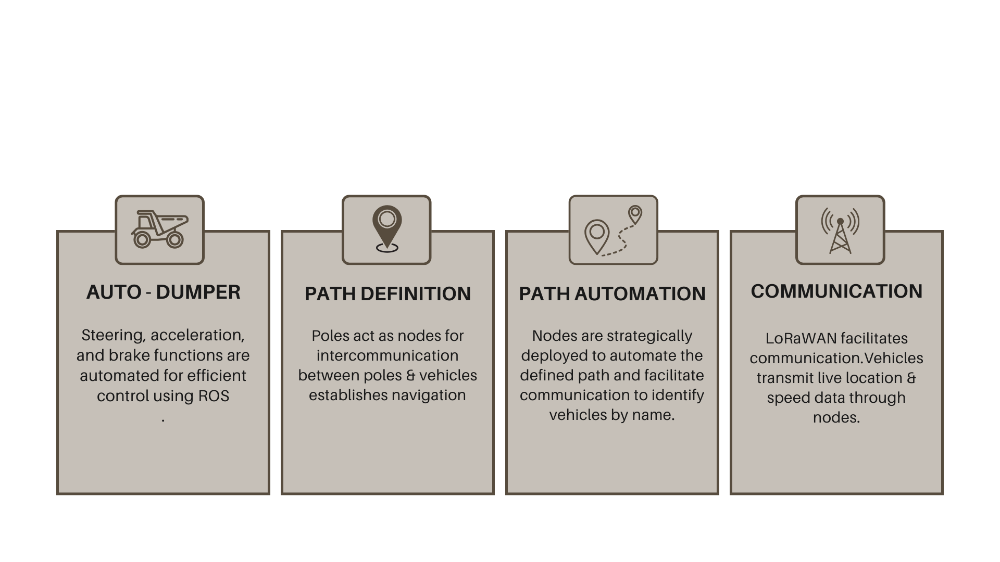 AUTO - DUMPER
Steering, acceleration,
and brake functions are
automated for efficient
control using ROS
.
PATH DEFINITION
Poles act as nodes for
intercommunication
between poles & vehicles
establishes navigation
PATH AUTOMATION
Nodes are strategically
deployed to automate the
defined path and facilitate
communication to identify
vehicles by name.
COMMUNICATION
LoRaWAN facilitates
communication.Vehicles
transmit live location &
speed data through
nodes.